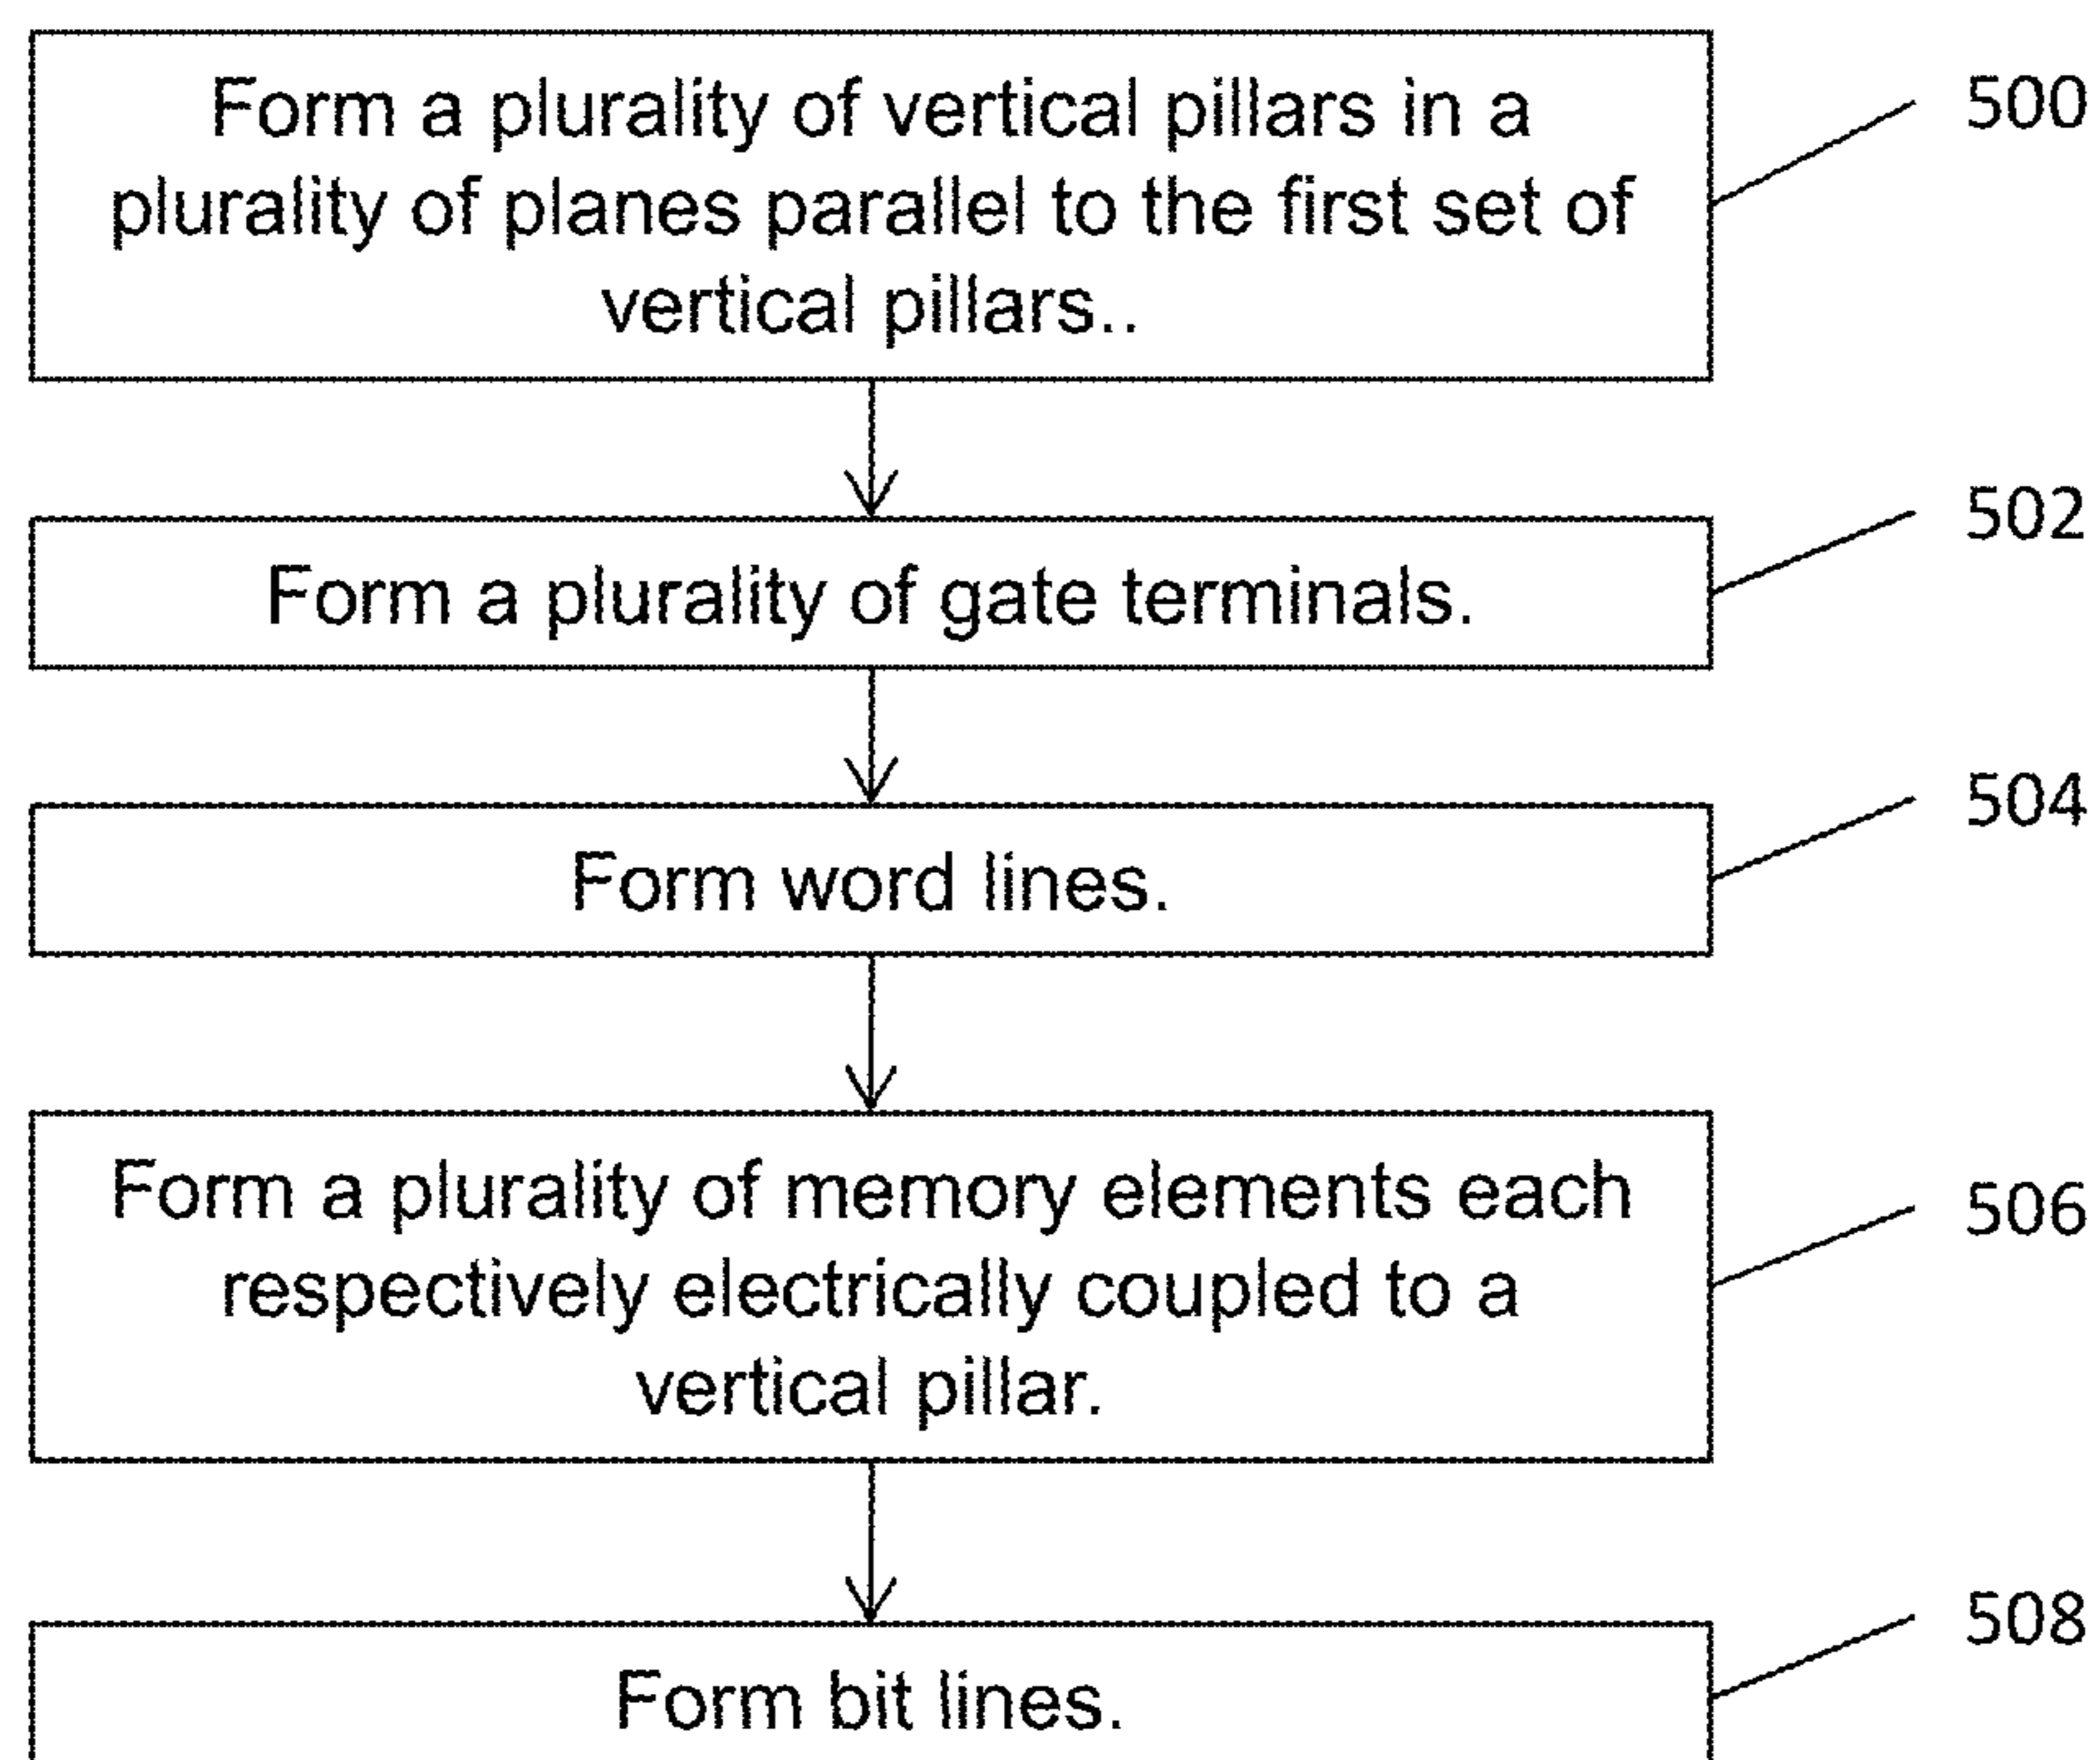 Form a plurality of vertical pillars in a
plurality of planes parallel to the first set of
vertical pillars..
500
Form a plurality of gate terminals.
502
Form word lines.
504
Form a plurality of memory elements each
respectively electrically coupled to a
vertical pillar.
506
Form bit lines.
508